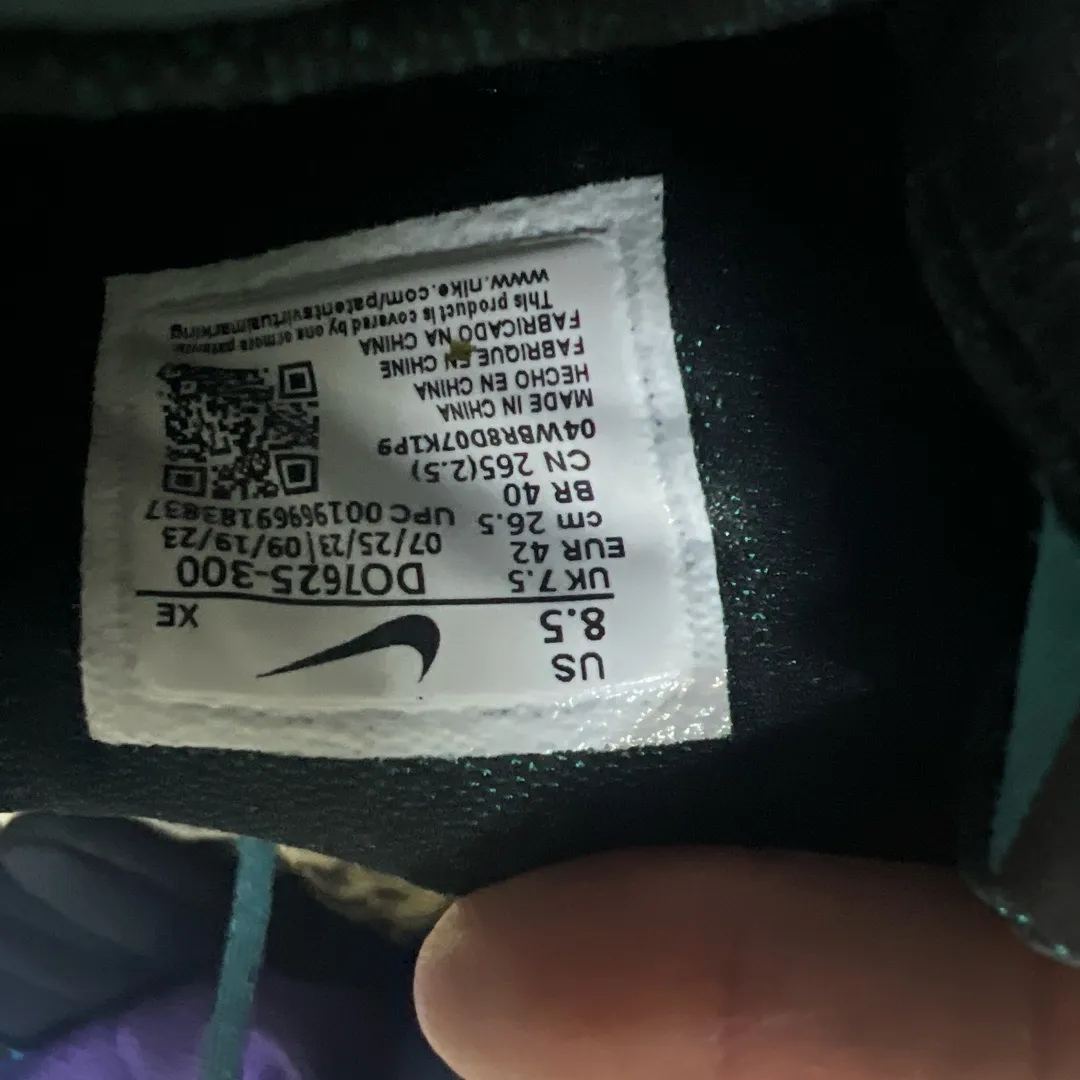 US
8.5
XE
UK 7.5
DO7625-300
EUR 42
07/25/23|09/19/23
cm 26.5
UPC 00196969183837
BR 40
CN 265(2.5)
04WBR8D07K1P9
MADE IN CHINA
HECHO EN CHINA
FABRIQUE EN CHINE
FABRICADO NA CHINA
This product is covered by one or more patents.
www.nike.com/patentsvirtualmarking